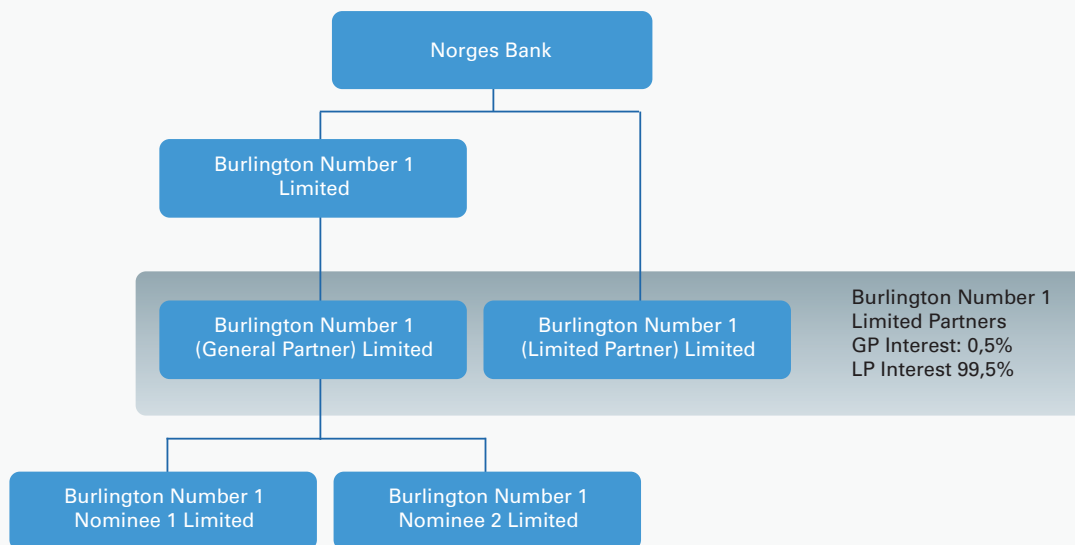 Norges Bank
Burlington Number 1
Limited
Burlington Number 1
(General Partner) Limited
Burlington Number 1
(Limited Partner) Limited
Burlington Number 1
Limited Partners
GP Interest: 0,5%
LP Interest 99,5%
Burlington Number 1
Nominee 1 Limited
Burlington Number 1
Nominee 2 Limited